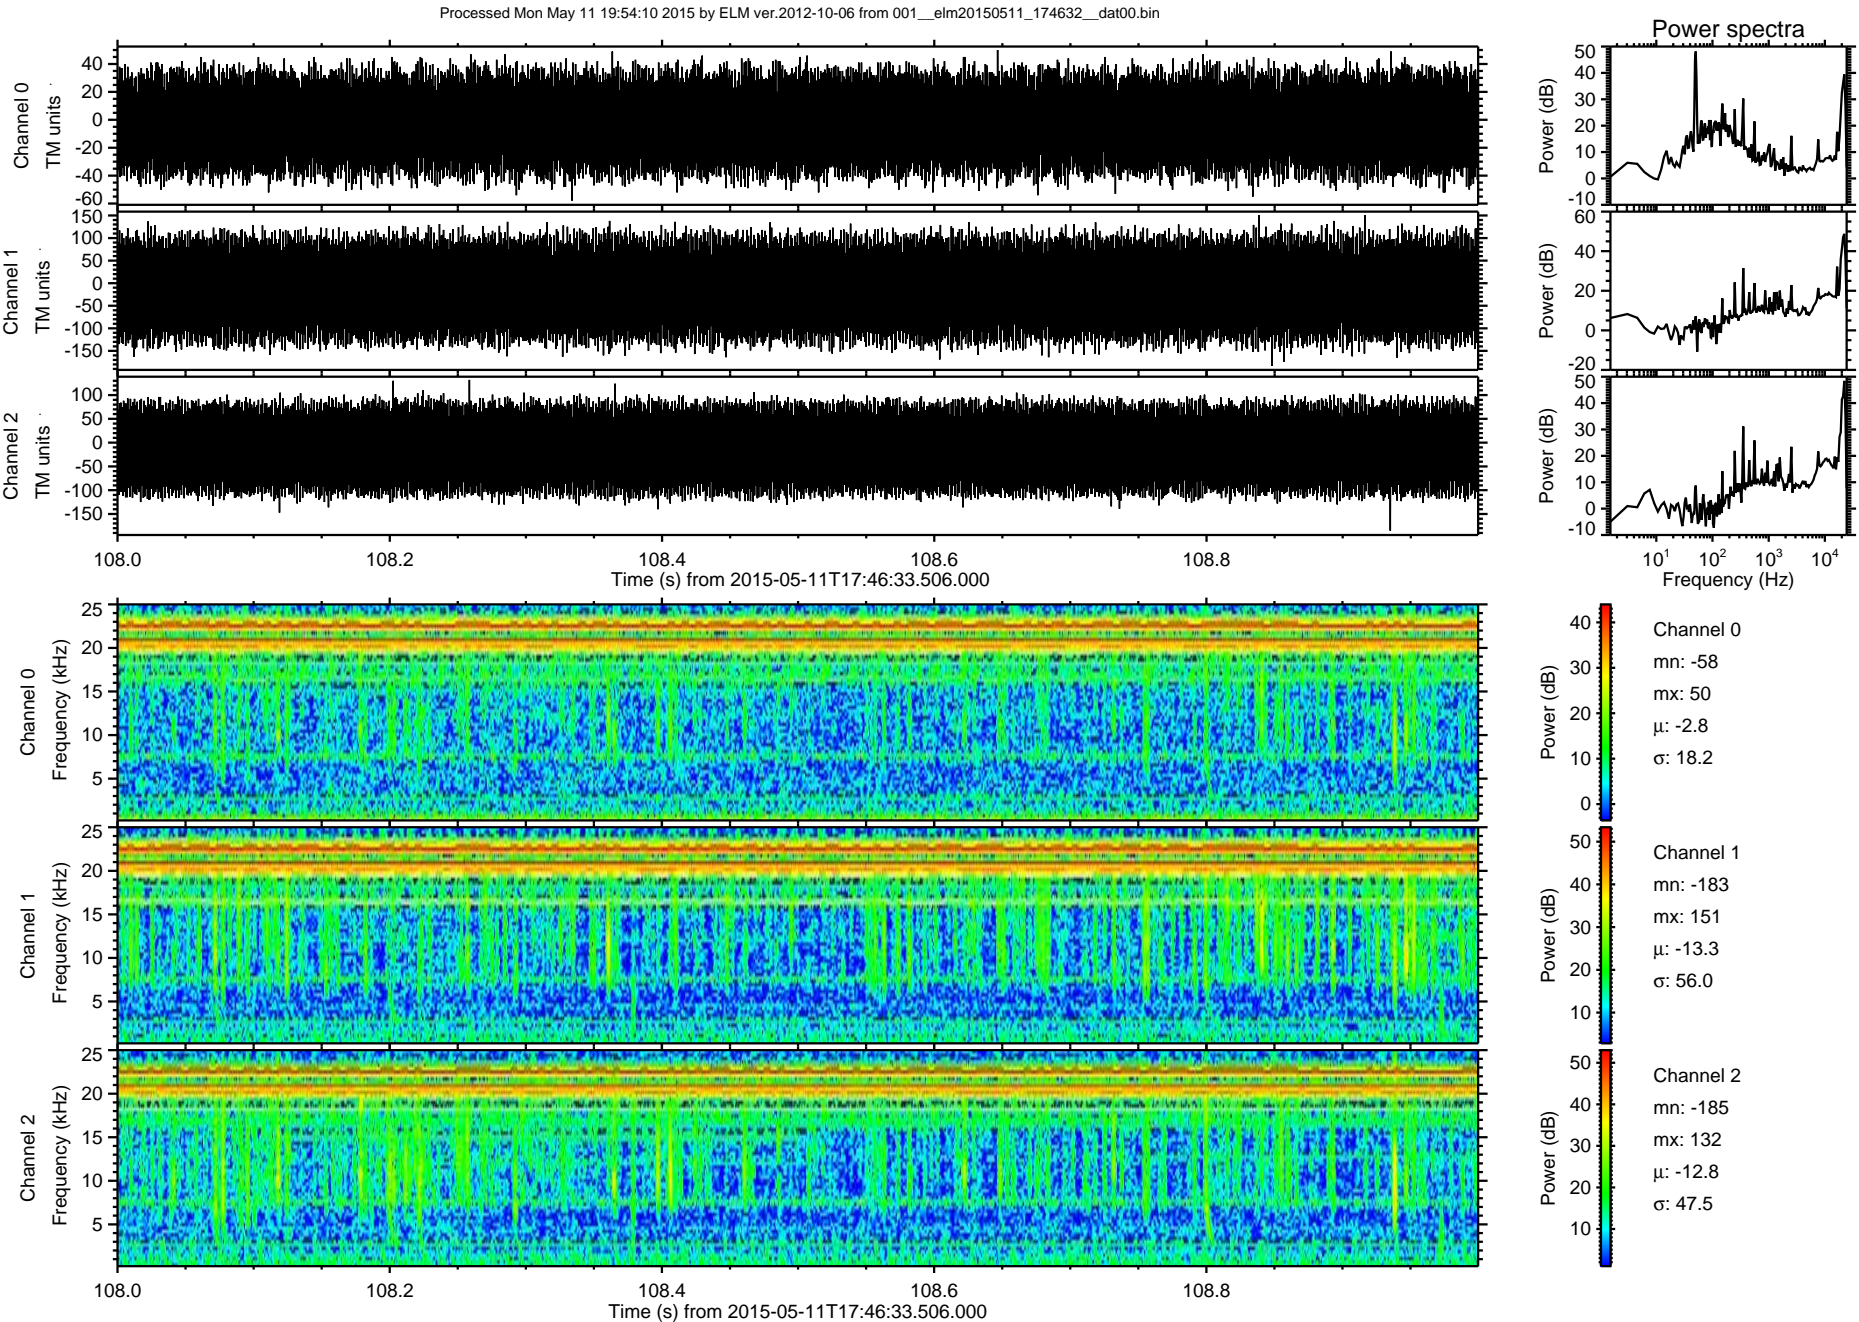 Processed Mon May 11 19:54:10 2015 by ELM ver.2012-10-06 from 001__elm20150511_174632__dat00.bin
Power spectra
Channel 0
TM units
40
20
0
-20
-40
-60
Power (dB)
50
40
30
20
10
0
-10
Channel 1
TM units
150
100
50
0
-50
-100
-150
Power (dB)
60
40
20
0
-20
Channel 2
TM units
100
50
0
-50
-100
-150
Power (dB)
50
40
30
20
10
0
-10
108.0 108.2 108.4 108.6 108.8
Time (s) from 2015-05-11T17:46:33.506.000
10^1 10^2 10^3 10^4
Frequency (Hz)
Channel 0
Frequency (kHz)
25
20
15
10
5
Power (dB)
40
30
20
10
0
Channel 0
mn: -58
mx: 50
μ: -2.8
σ: 18.2
Channel 1
Frequency (kHz)
25
20
15
10
5
Power (dB)
50
40
30
20
10
Channel 1
mn: -183
mx: 151
μ: -13.3
σ: 56.0
Channel 2
Frequency (kHz)
25
20
15
10
5
Power (dB)
50
40
30
20
10
Channel 2
mn: -185
mx: 132
μ: -12.8
σ: 47.5
108.0 108.2 108.4 108.6 108.8
Time (s) from 2015-05-11T17:46:33.506.000